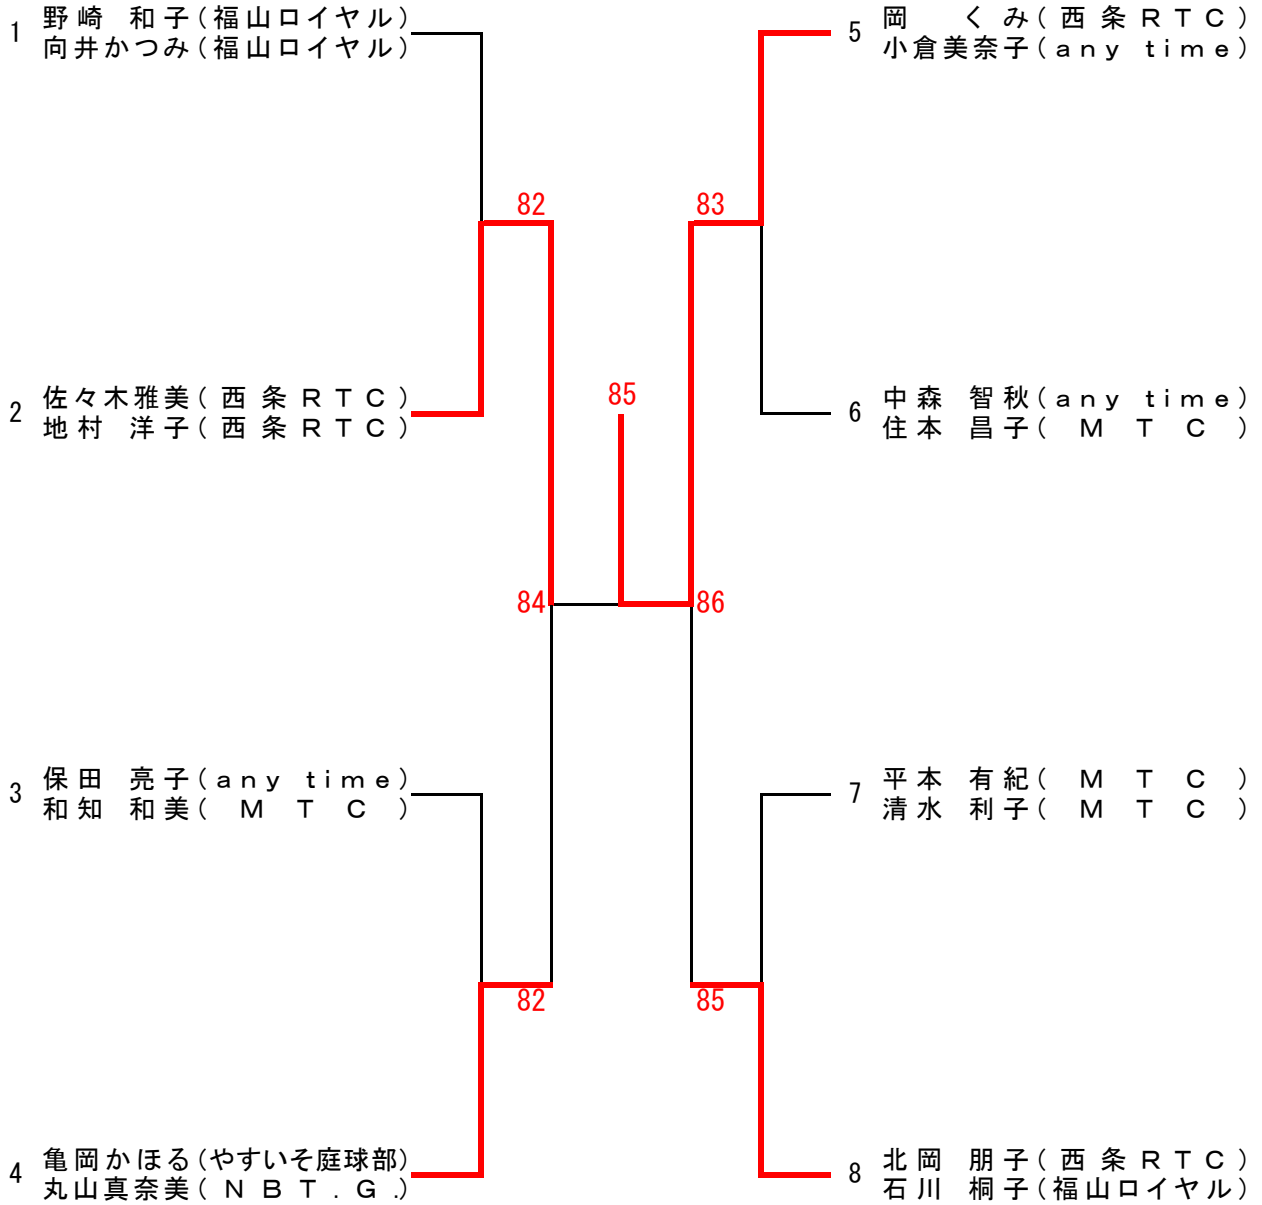 1 野崎 和子(福山ロイヤル)
向井かつみ(福山ロイヤル)
2 佐々木雅美(西条RTC)
地村 洋子(西条RTC)
3 保田 亮子(any time)
和知 和美(MTC)
4 亀岡かほる(やすいそ庭球部)
丸山真奈美(NBT.G.)
82
84
82
85
83
86
85
5 岡 くみ(西条RTC)
小倉美奈子(any time)
6 中森 智秋(any time)
住本 昌子(MTC)
7 平本 有紀(MTC)
清水 利子(MTC)
8 北岡 朋子(西条RTC)
石川 桐子(福山ロイヤル)